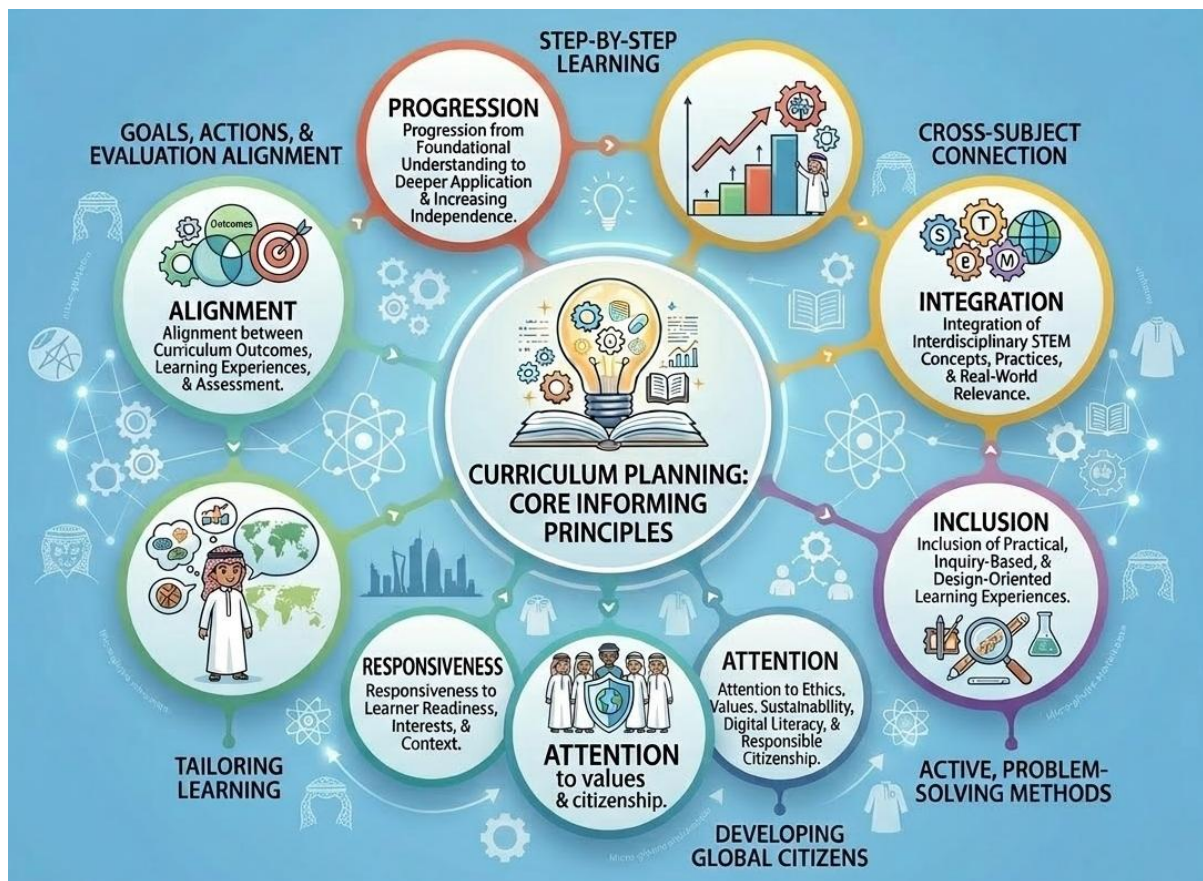 STEP-BY-STEP
LEARNING
PROGRESSION
Progression from
Foundational
Understanding to
Deeper Application
& Increasing
Independence.
GOALS, ACTIONS, &
EVALUATION ALIGNMENT
CROSS-SUBJECT
CONNECTION
Outcomes
ALIGNMENT
Alignment between
Curriculum Outcomes,
Learning Experiences,
& Assessment.
S T
e M
INTEGRATION
Integration of
Interdisciplinary STEM
Concepts, Practices,
& Real-World
Relevance.
CURRICULUM PLANNING:
CORE INFORMING
PRINCIPLES
INCLUSION
Inclusion of Practical,
Inquiry-Based, &
Design-Oriented
Learning Experiences.
RESPONSIVENESS
Responsiveness to
Learner Readiness,
Interests, &
Context.
ATTENTION
to values
& citizenship.
ATTENTION
Attention to Ethics,
Values. Sustainability,
Digital Literacy, &
Responsible
Citizenship.
TAILORING
LEARNING
ACTIVE, PROBLEM-
SOLVING METHODS
DEVELOPING
GLOBAL CITIZENS